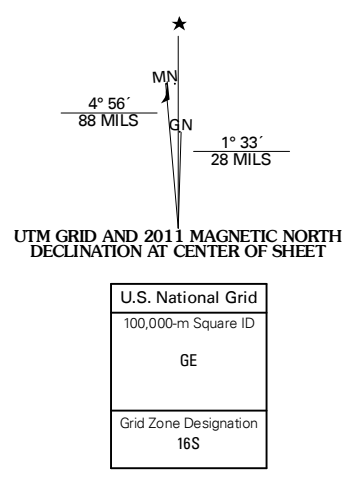 ★
MN
4° 56´
88 MILS
GN
1° 33´
28 MILS
UTM GRID AND 2011 MAGNETIC NORTH
DECLINATION AT CENTER OF SHEET
U.S. National Grid
100,000-m Square ID
GE
Grid Zone Designation
16S